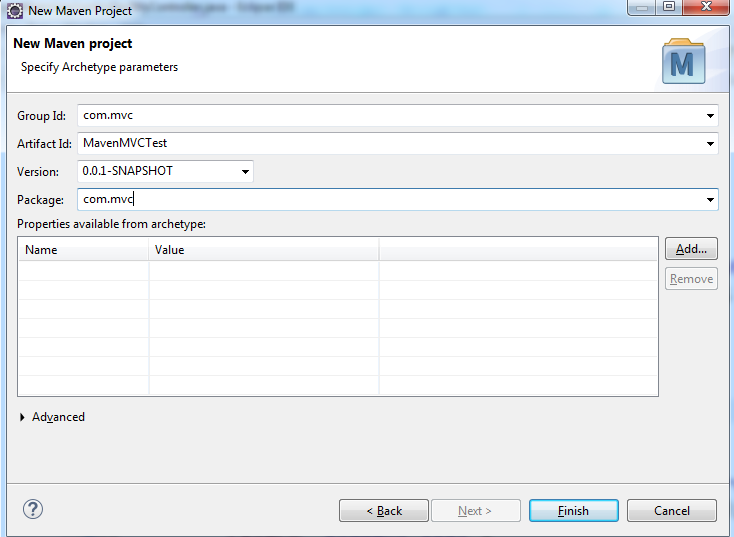 New Maven Project
New Maven project
Specify Archetype parameters
M
Group Id: com.mvc
Artifact Id: MavenMVCTest
Version: 0.0.1-SNAPSHOT
Package: com.mvc
Properties available from archetype:
Name Value
Add...
Remove
Advanced
? < Back Next > Finish Cancel